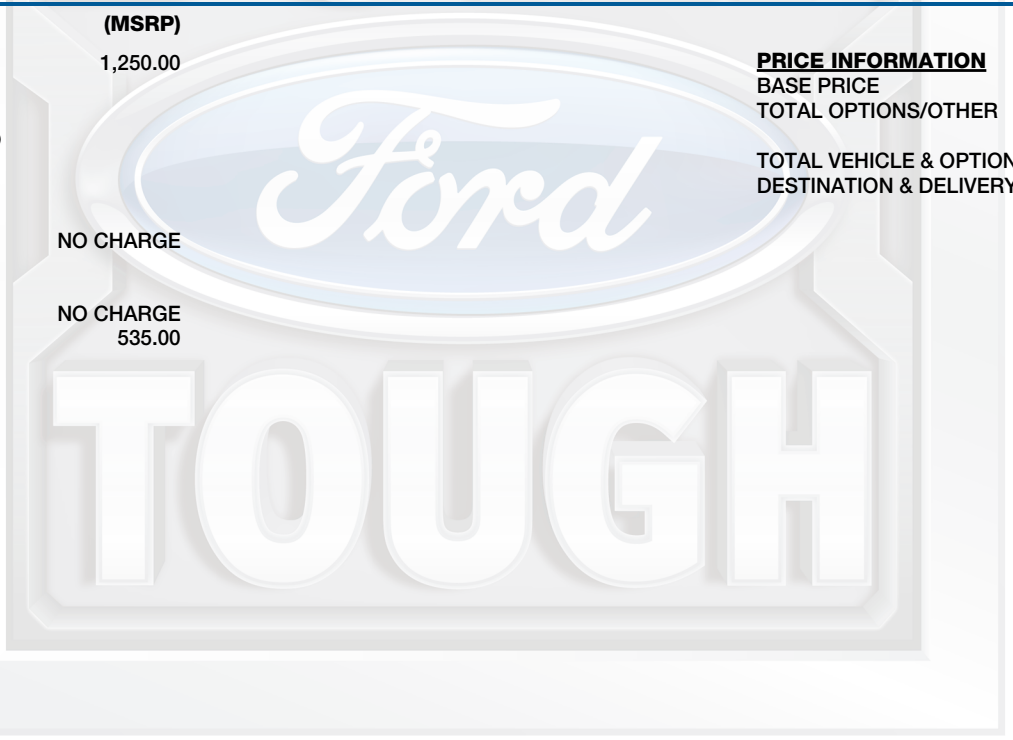 (MSRP)
1,250.00
NO CHARGE
NO CHARGE
535.00
PRICE INFORMATION
BASE PRICE
TOTAL OPTIONS/OTHER
TOTAL VEHICLE & OPTION
DESTINATION & DELIVERY
Ford
TOUGH